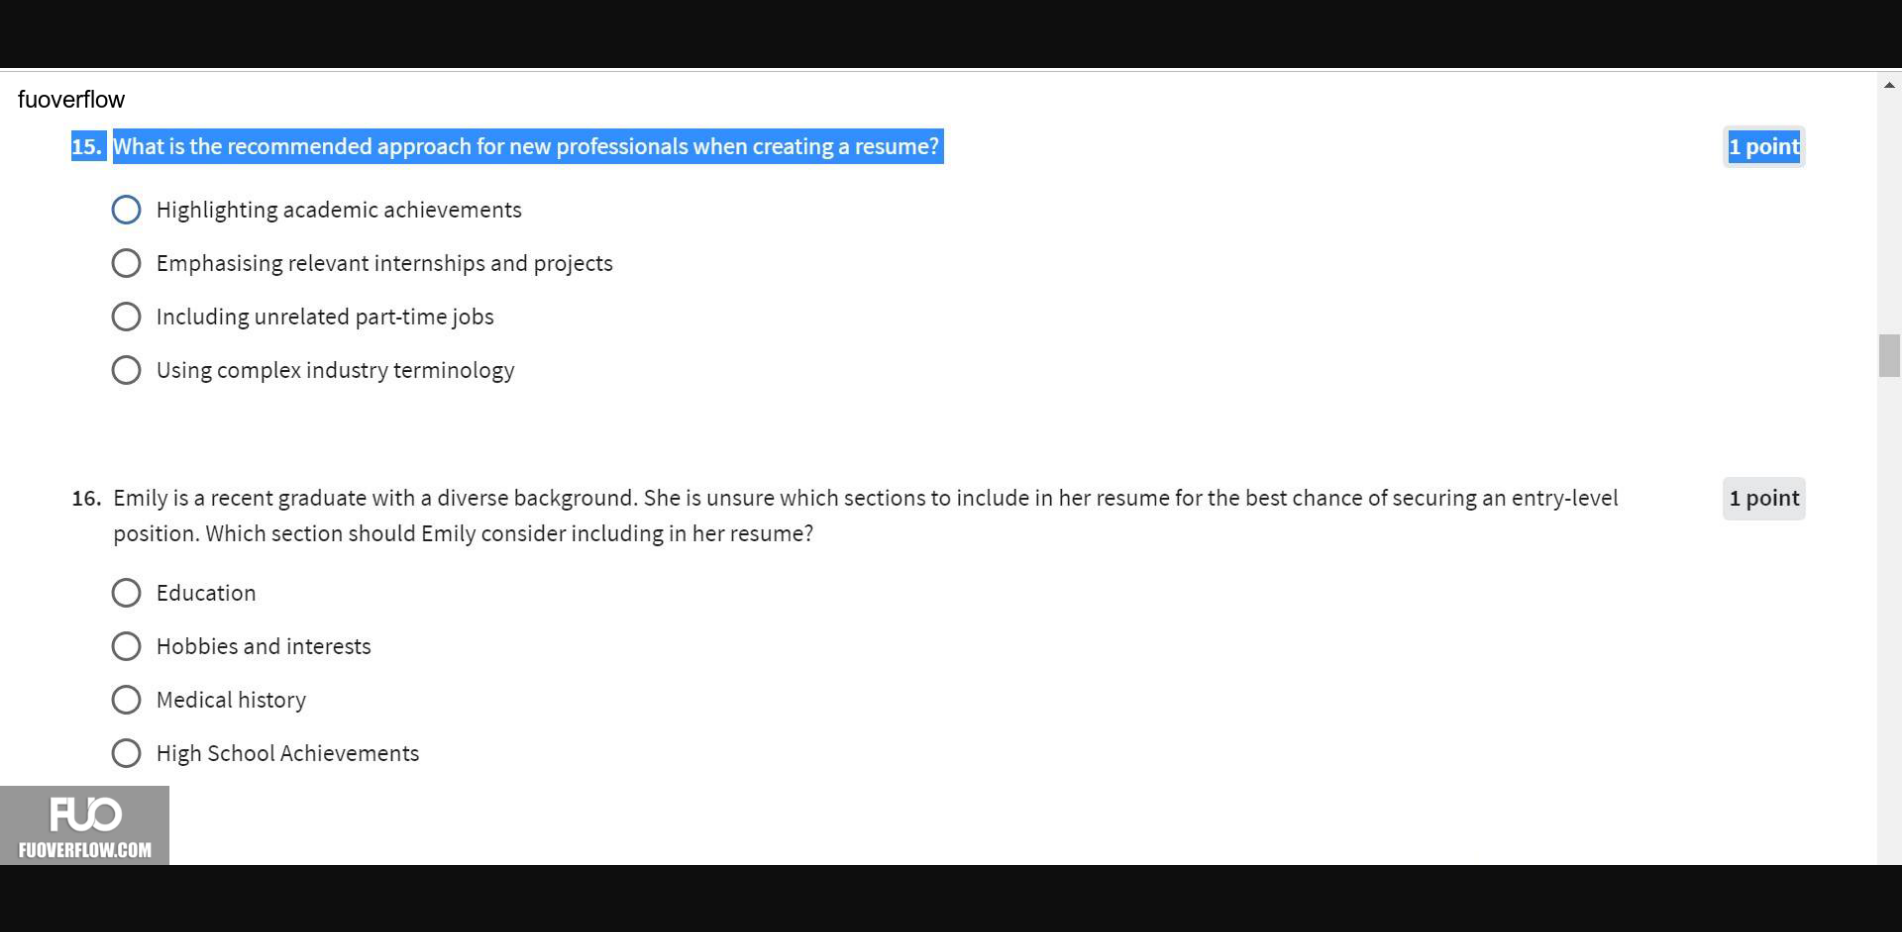 fuoverflow
15. What is the recommended approach for new professionals when creating a resume? 1 point
Highlighting academic achievements
Emphasising relevant internships and projects
Including unrelated part-time jobs
Using complex industry terminology
16. Emily is a recent graduate with a diverse background. She is unsure which sections to include in her resume for the best chance of securing an entry-level 1 point
position. Which section should Emily consider including in her resume?
Education
Hobbies and interests
Medical history
High School Achievements
FUO
FUOVERFLOW.COM